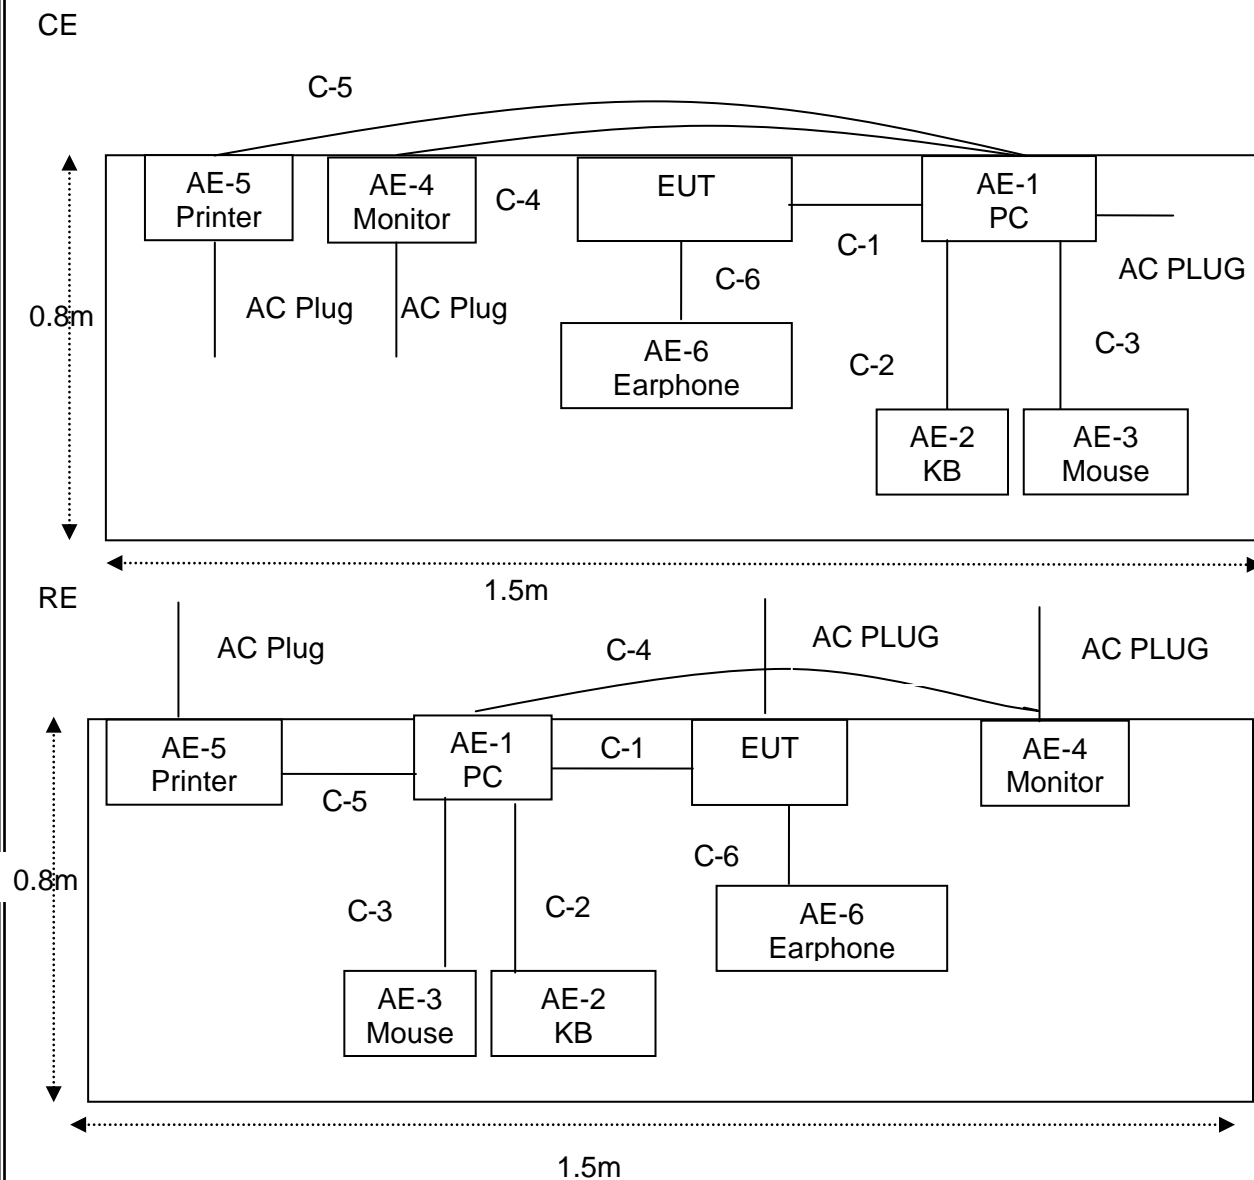 CE
C-5
AE-5
Printer
AE-4
Monitor
C-4
EUT
AE-1
PC
C-1
AC PLUG
C-6
AC Plug
AC Plug
0.8m
AE-6
Earphone
C-2
C-3
AE-2
KB
AE-3
Mouse
1.5m
RE
AC Plug
C-4
AC PLUG
AC PLUG
AE-5
Printer
AE-1
PC
C-1
EUT
AE-4
Monitor
C-5
C-6
0.8m
C-3
C-2
AE-6
Earphone
AE-3
Mouse
AE-2
KB
1.5m